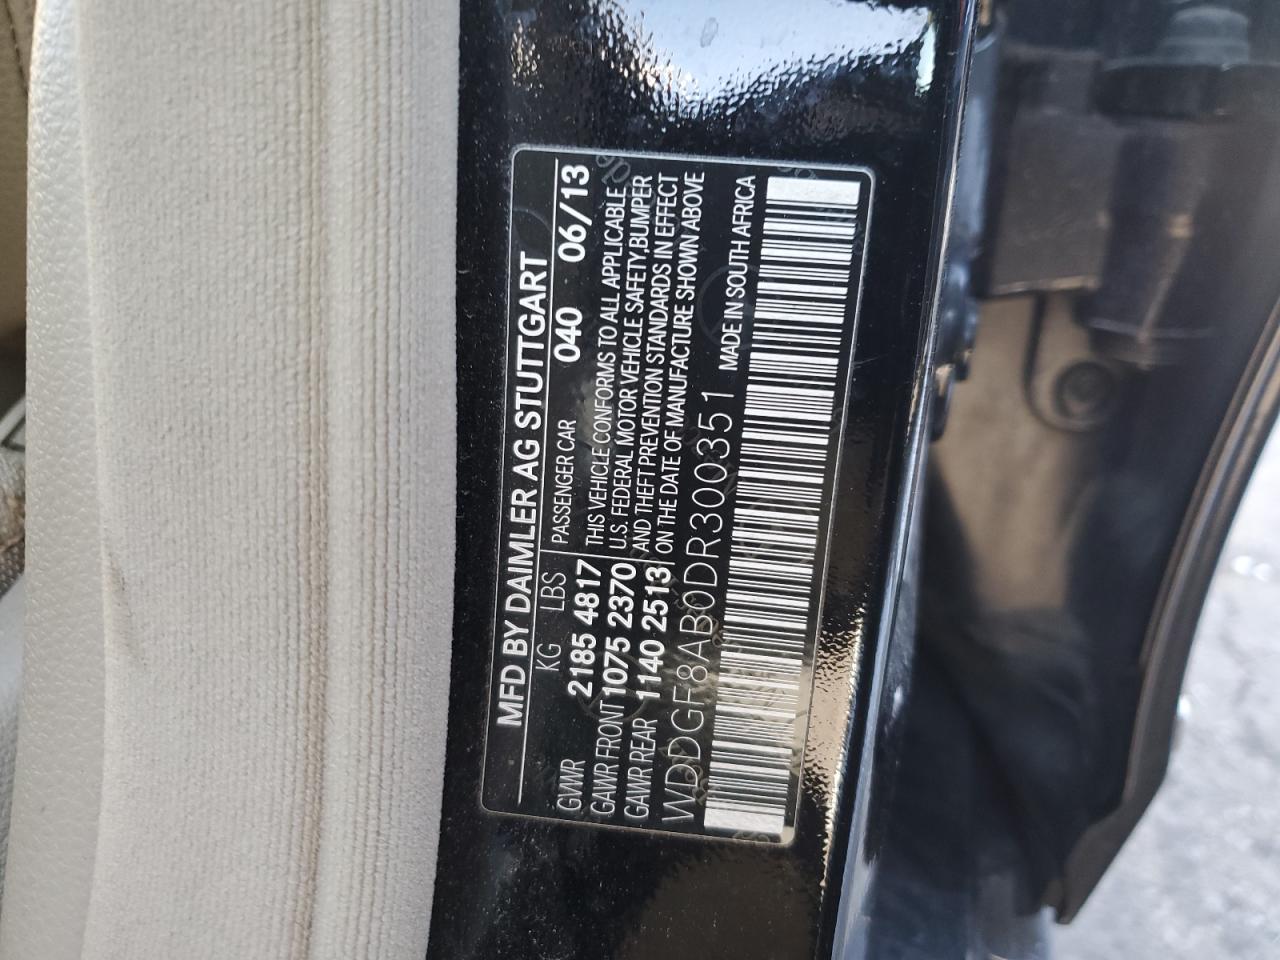 MFD BY DAIMLER AG STUTTGART
KG LBS PASSENGER CAR 040 06/13
GVWR 2185 4817
GAWR FRONT 1075 2370
GAWR REAR 1140 2513
THIS VEHICLE CONFORMS TO ALL APPLICABLE
U.S. FEDERAL MOTOR VEHICLE SAFETY,BUMPER
AND THEFT PREVENTION STANDARDS IN EFFECT
ON THE DATE OF MANUFACTURE SHOWN ABOVE
WDDGF8AB0DR300351 MADE IN SOUTH AFRICA